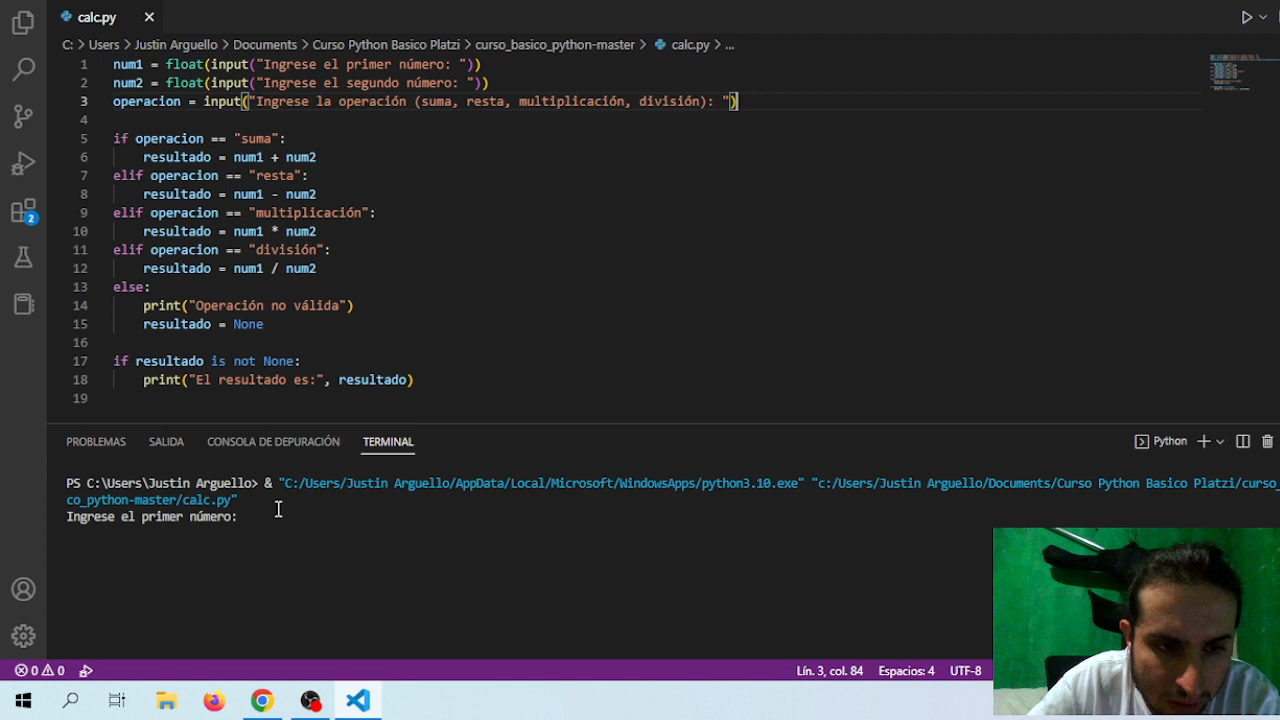 calc.py
C: > Users > Justin Arguello > Documents > Curso Python Basico Platzi > curso_basico_python-master > calc.py > ...
1 num1 = float(input("Ingrese el primer número: "))
2 num2 = float(input("Ingrese el segundo número: "))
3 operacion = input("Ingrese la operación (suma, resta, multiplicación, división): ")
4
5 if operacion == "suma":
6 resultado = num1 + num2
7 elif operacion == "resta":
8 resultado = num1 - num2
9 elif operacion == "multiplicación":
10 resultado = num1 * num2
11 elif operacion == "división":
12 resultado = num1 / num2
13 else:
14 print("Operación no válida")
15 resultado = None
16
17 if resultado is not None:
18 print("El resultado es:", resultado)
19
2
PROBLEMAS SALIDA CONSOLA DE DEPURACIÓN TERMINAL Python
PS C:\Users\Justin Arguello> & "C:/Users/Justin Arguello/AppData/Local/Microsoft/WindowsApps/python3.10.exe" "c:/Users/Justin Arguello/Documents/Curso Python Basico Platzi/curso_
co_python-master/calc.py"
Ingrese el primer número:
0 0 Lín. 3, col. 84 Espacios: 4 UTF-8